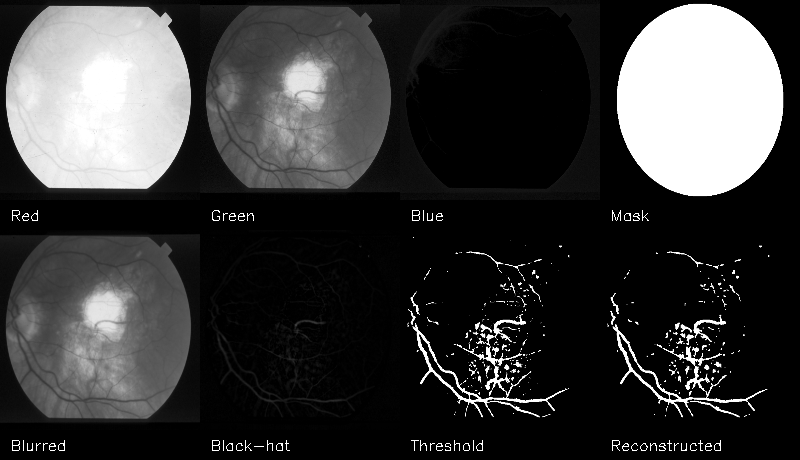 Red
Green
Blue
Mask
Blurred
Black-hat
Threshold
Reconstructed